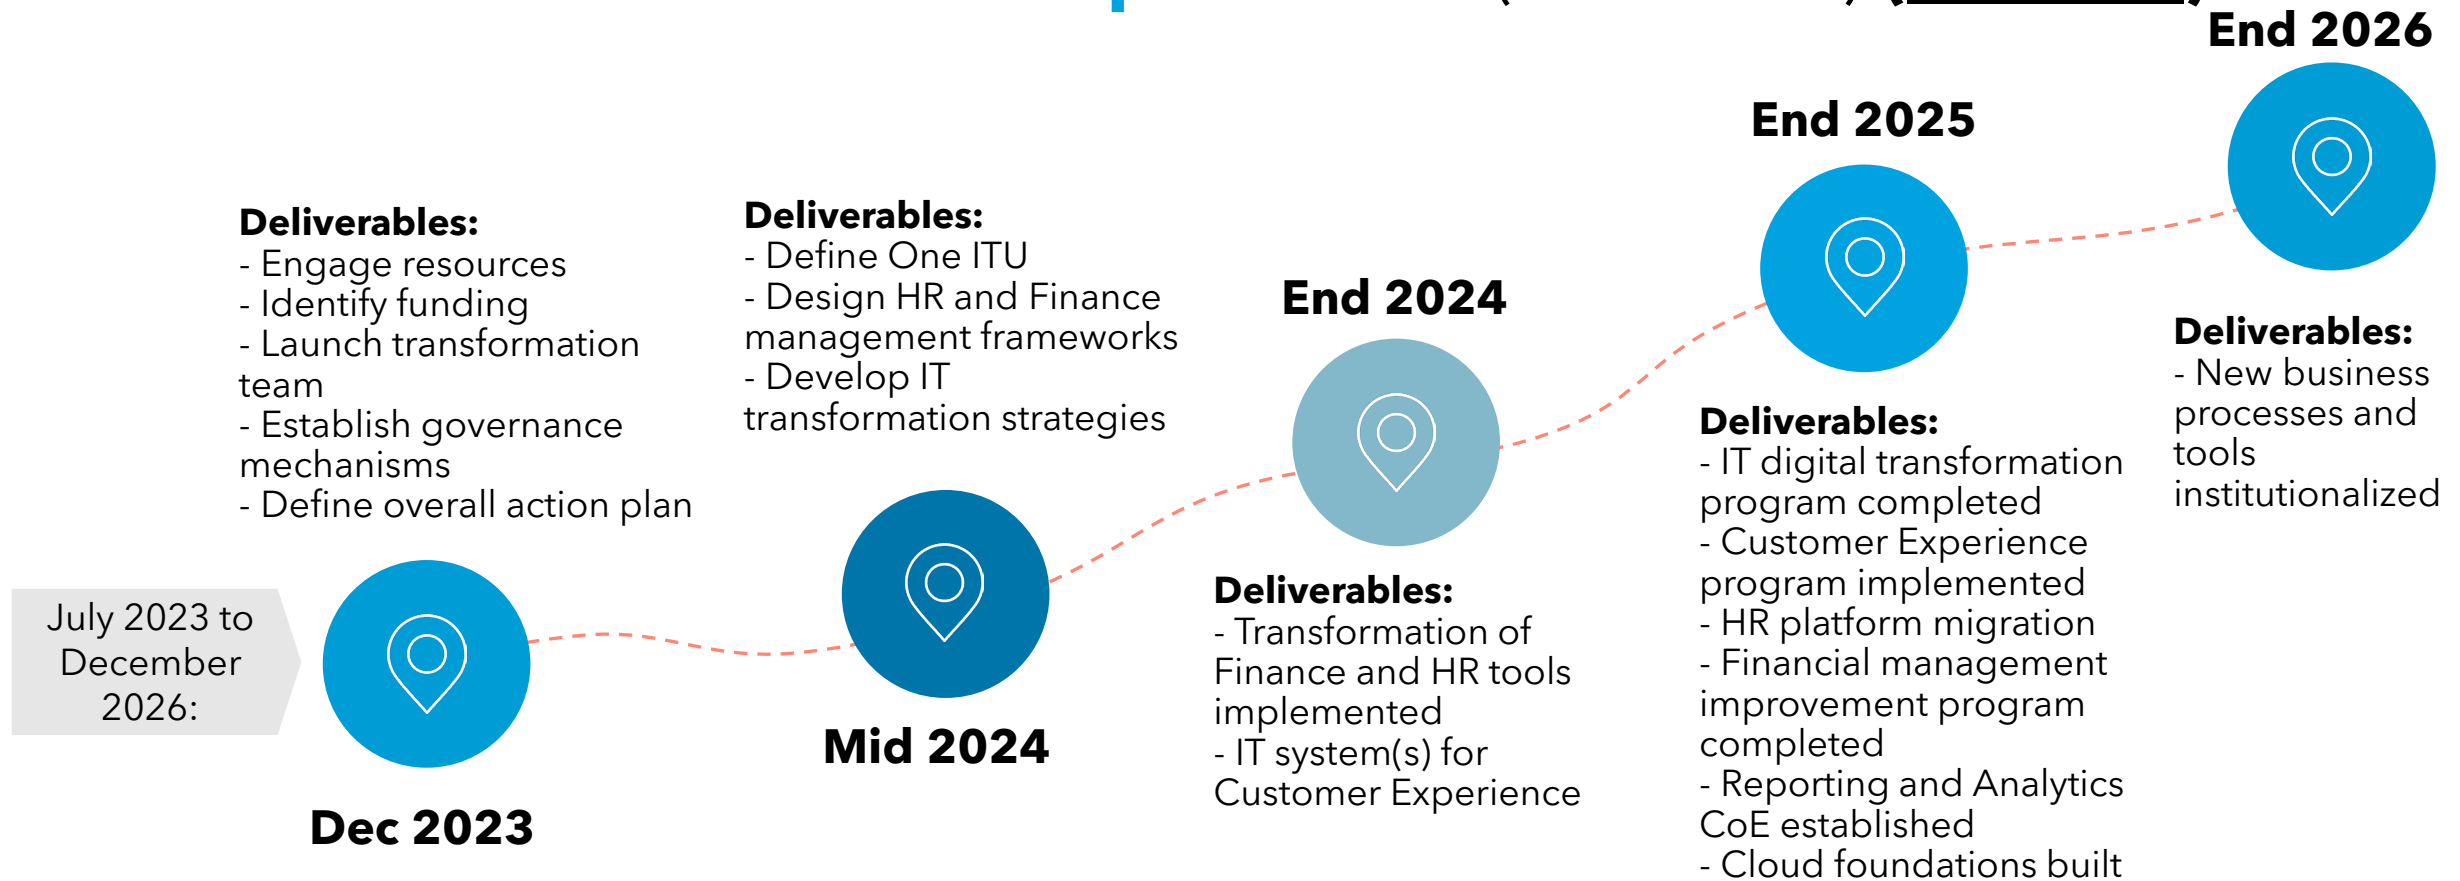 End 2026
End 2025
Deliverables:
- Engage resources
- Identify funding
- Launch transformation
team
- Establish governance
mechanisms
- Define overall action plan
Deliverables:
- Define One ITU
- Design HR and Finance
management frameworks
- Develop IT
transformation strategies
End 2024
Deliverables:
- New business
processes and
tools
institutionalized
Deliverables:
- IT digital transformation
program completed
- Customer Experience
program implemented
- HR platform migration
- Financial management
improvement program
completed
- Reporting and Analytics
CoE established
- Cloud foundations built
Deliverables:
- Transformation of
Finance and HR tools
implemented
- IT system(s) for
Customer Experience
July 2023 to
December
2026:
Mid 2024
Dec 2023